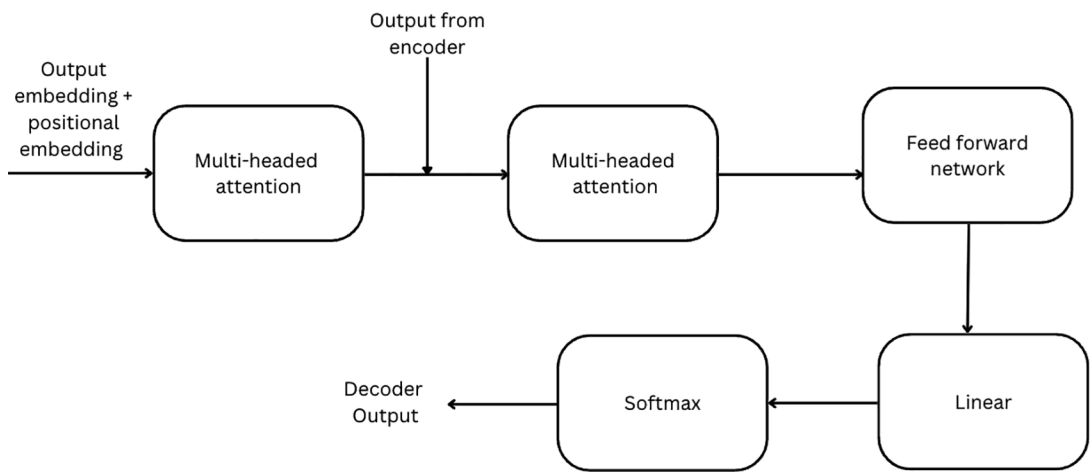 Output from
encoder
Output
embedding +
positional
embedding
Multi-headed
attention
Multi-headed
attention
Feed forward
network
Linear
Softmax
Decoder
Output